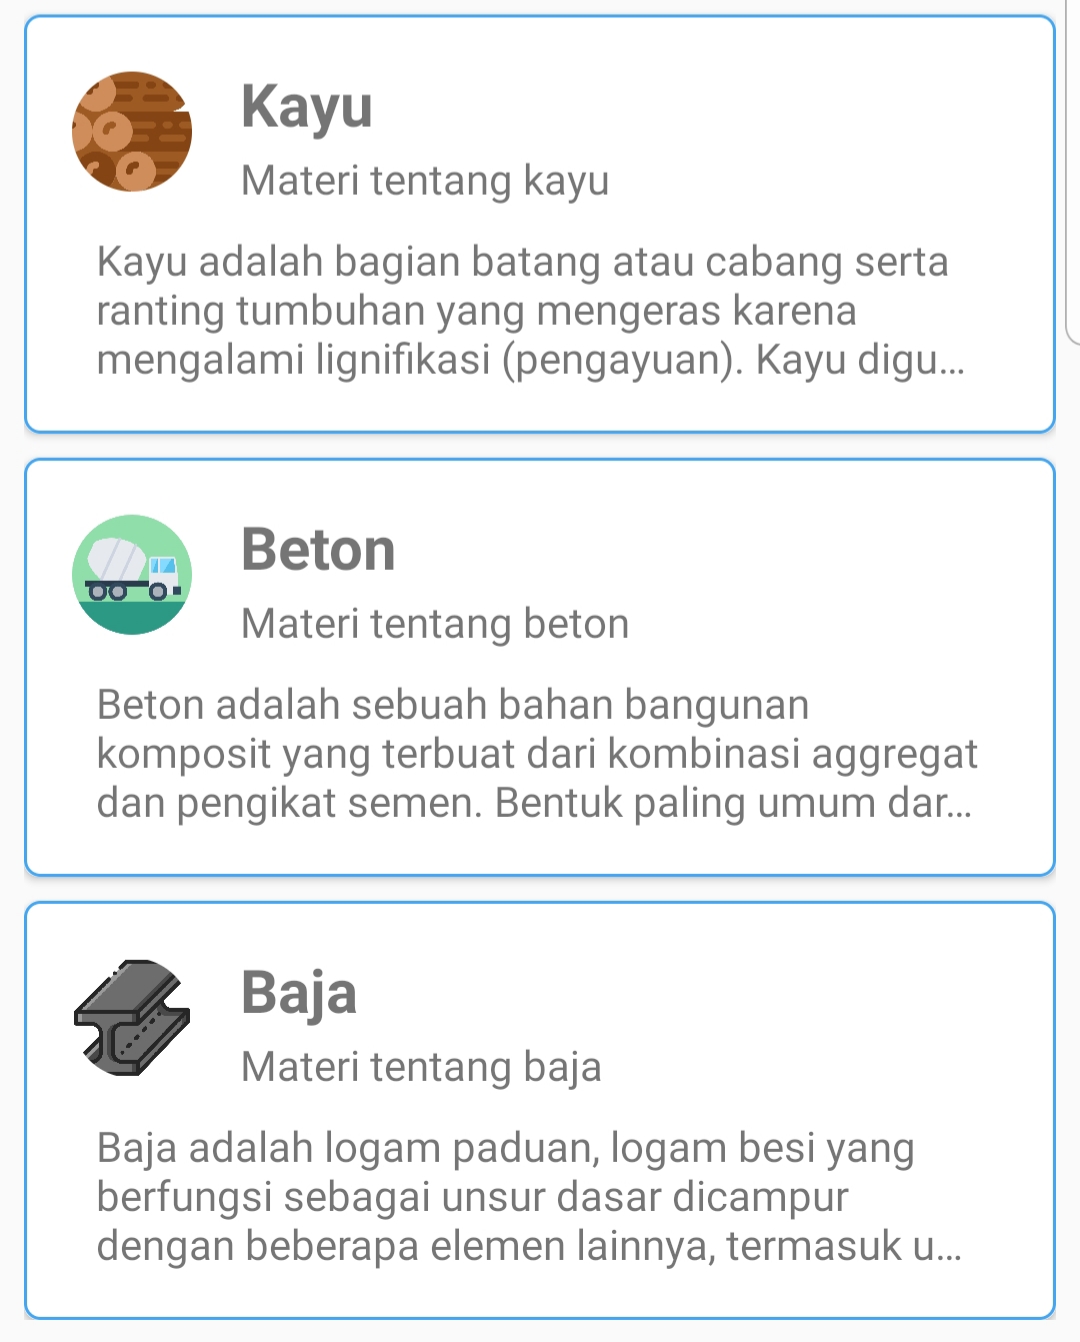 Kayu
Materi tentang kayu
Kayu adalah bagian batang atau cabang serta
ranting tumbuhan yang mengeras karena
mengalami lignifikasi (pengayuan). Kayu digu...
Beton
Materi tentang beton
Beton adalah sebuah bahan bangunan
komposit yang terbuat dari kombinasi aggregat
dan pengikat semen. Bentuk paling umum dar...
Baja
Materi tentang baja
Baja adalah logam paduan, logam besi yang
berfungsi sebagai unsur dasar dicampur
dengan beberapa elemen lainnya, termasuk u...